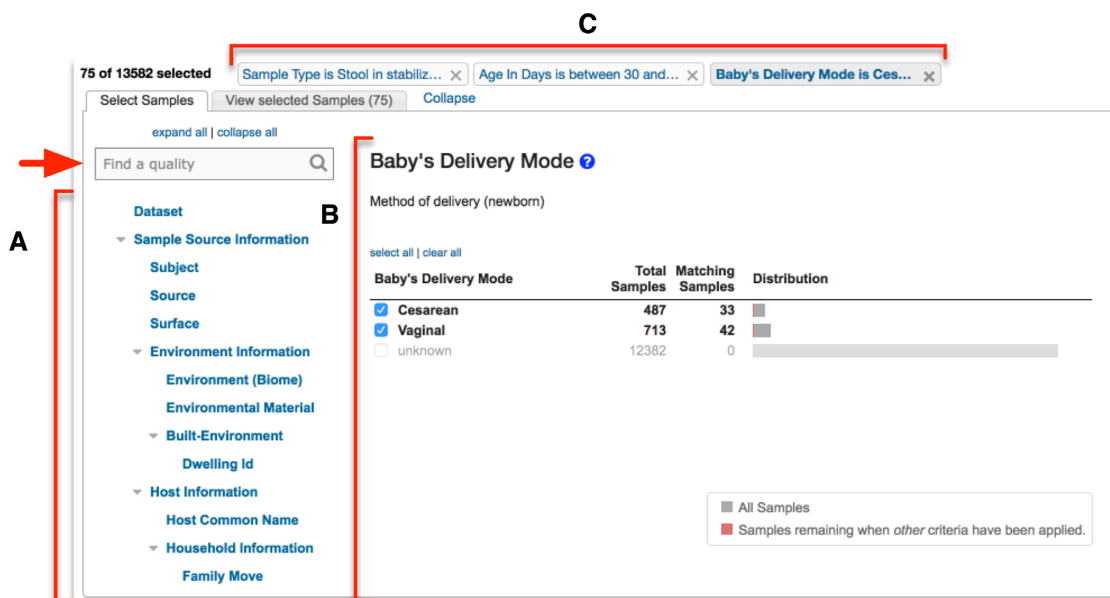 C
75 of 13582 selected Sample Type is Stool in stabiliz... × Age In Days is between 30 and... × Baby's Delivery Mode is Ces... ×
Select Samples View selected Samples (75) Collapse
expand all | collapse all
Find a quality
A
B
Dataset
Sample Source Information
Subject
Source
Surface
Environment Information
Environment (Biome)
Environmental Material
Built-Environment
Dwelling Id
Host Information
Host Common Name
Household Information
Family Move
Baby's Delivery Mode ?
Method of delivery (newborn)
select all | clear all
Baby's Delivery Mode Total Samples Matching Samples Distribution
Cesarean 487 33
Vaginal 713 42
unknown 12382 0
All Samples
Samples remaining when other criteria have been applied.